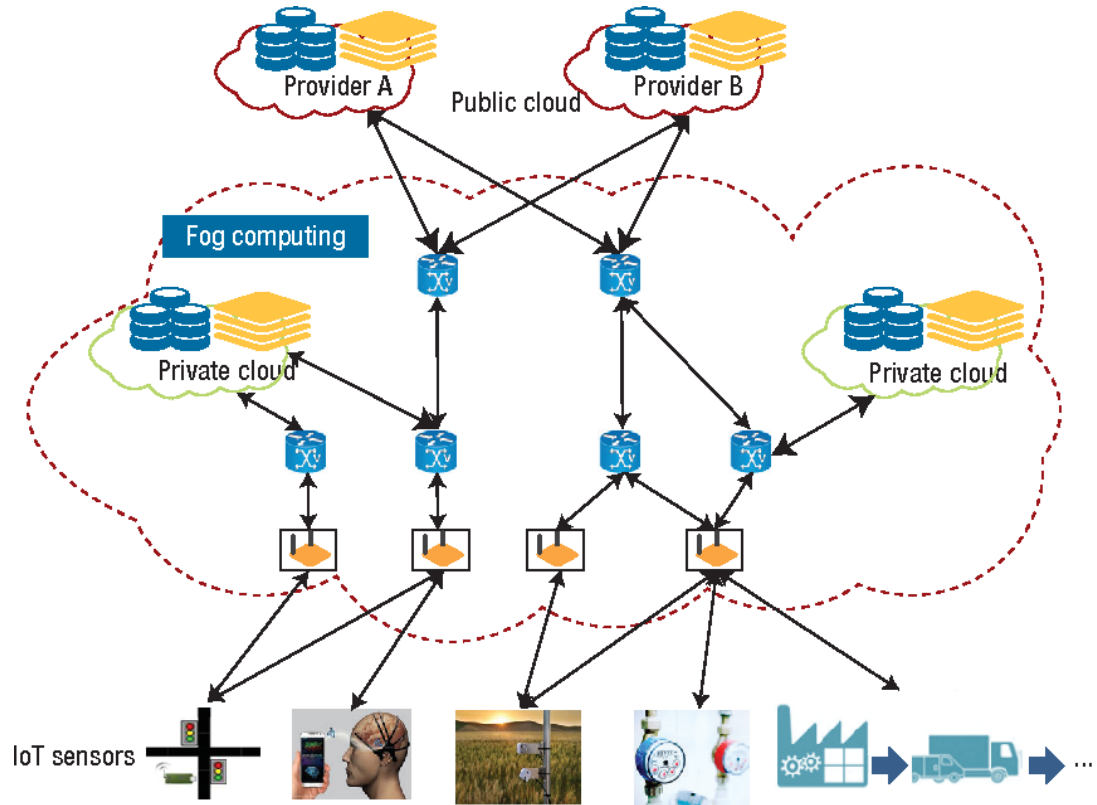 Provider A
Provider B
Public cloud
Fog computing
Private cloud
Private cloud
IoT sensors
...